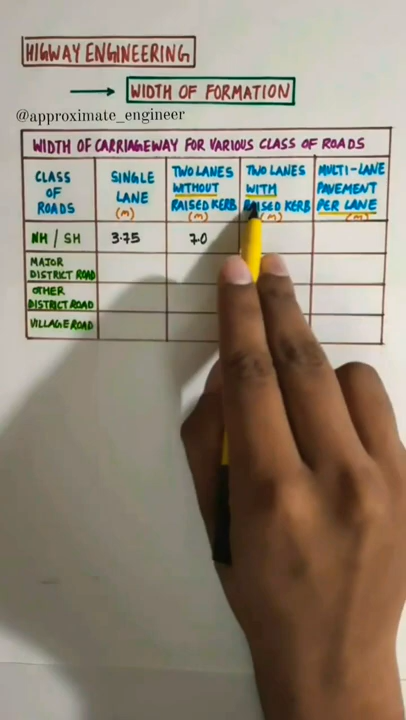 HIGWAY ENGINEERING
→ WIDTH OF FORMATION
@approximate_engineer
WIDTH OF CARRIAGEWAY FOR VARIOUS CLASS OF ROADS
CLASS OF ROADS
SINGLE LANE (M)
TWO LANES WITHOUT RAISED KERB (M)
TWO LANES WITH RAISED KERB (M)
MULTI-LANE PAVEMENT PER LANE (M)
NH / SH 3.75 7.0
MAJOR DISTRICT ROAD
OTHER DISTRICT ROAD
VILLAGE ROAD